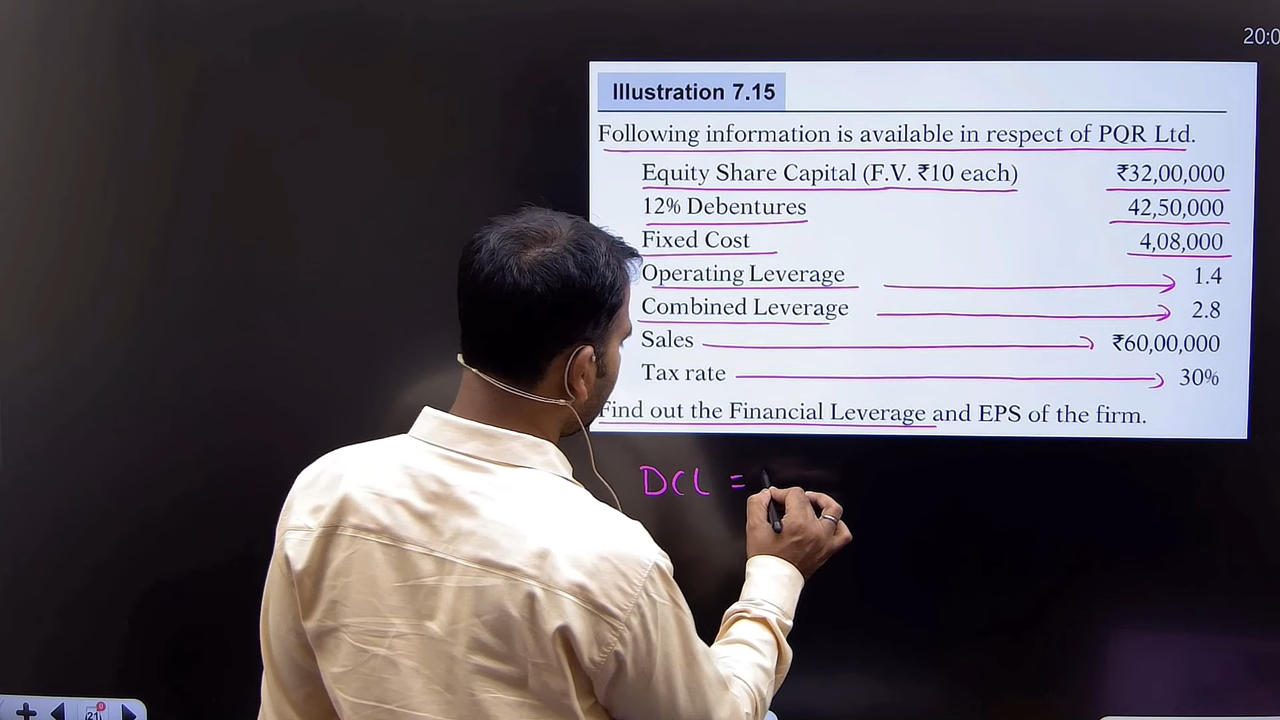 20:0
Illustration 7.15
Following information is available in respect of PQR Ltd.
Equity Share Capital (F.V. ₹10 each) ₹32,00,000
12% Debentures 42,50,000
Fixed Cost 4,08,000
Operating Leverage 1.4
Combined Leverage 2.8
Sales ₹60,00,000
Tax rate 30%
Find out the Financial Leverage and EPS of the firm.
DCL =
21